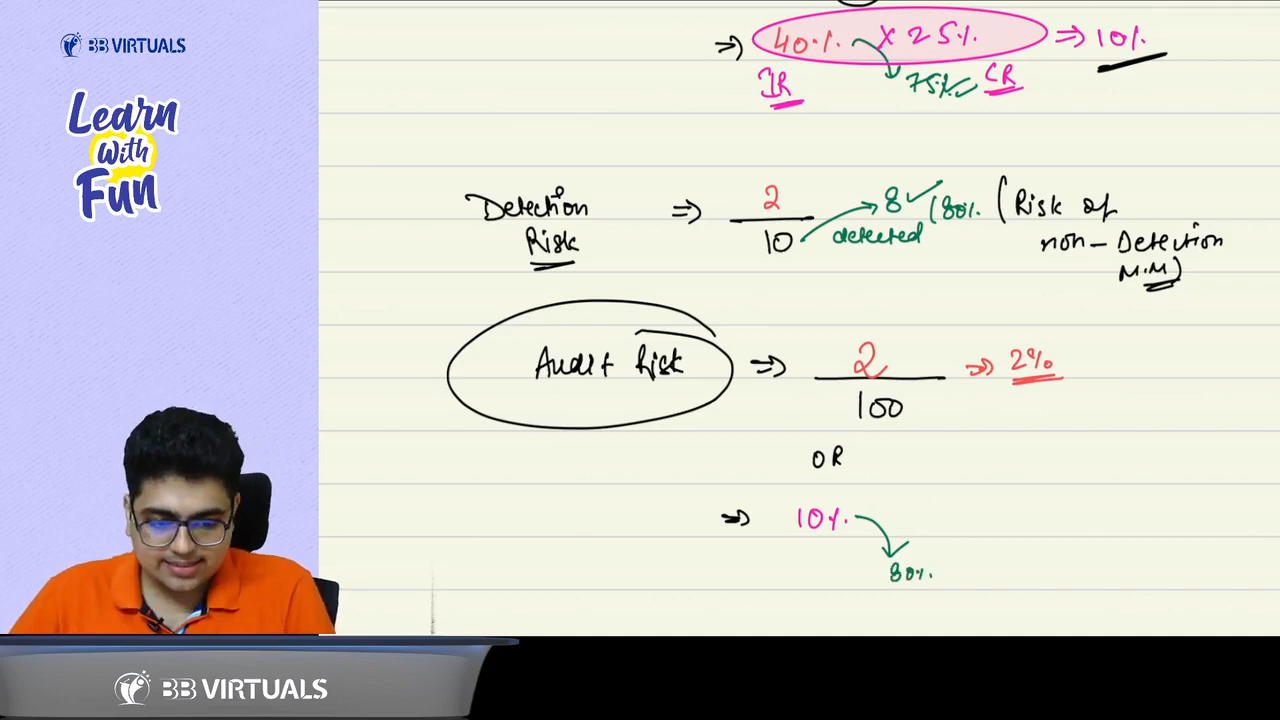 BB VIRTUALS
Learn
With
Fun
⇒ 40% × 25% ⇒ 10%
IR 75% CR
Detection
Risk ⇒ 2/10 → 8 ✓ (80% (Risk of
detected
non-Detection
M.M)
Audit Risk ⇒ 2/100 ⇒ 2%
OR
⇒ 10%
80%
BB VIRTUALS